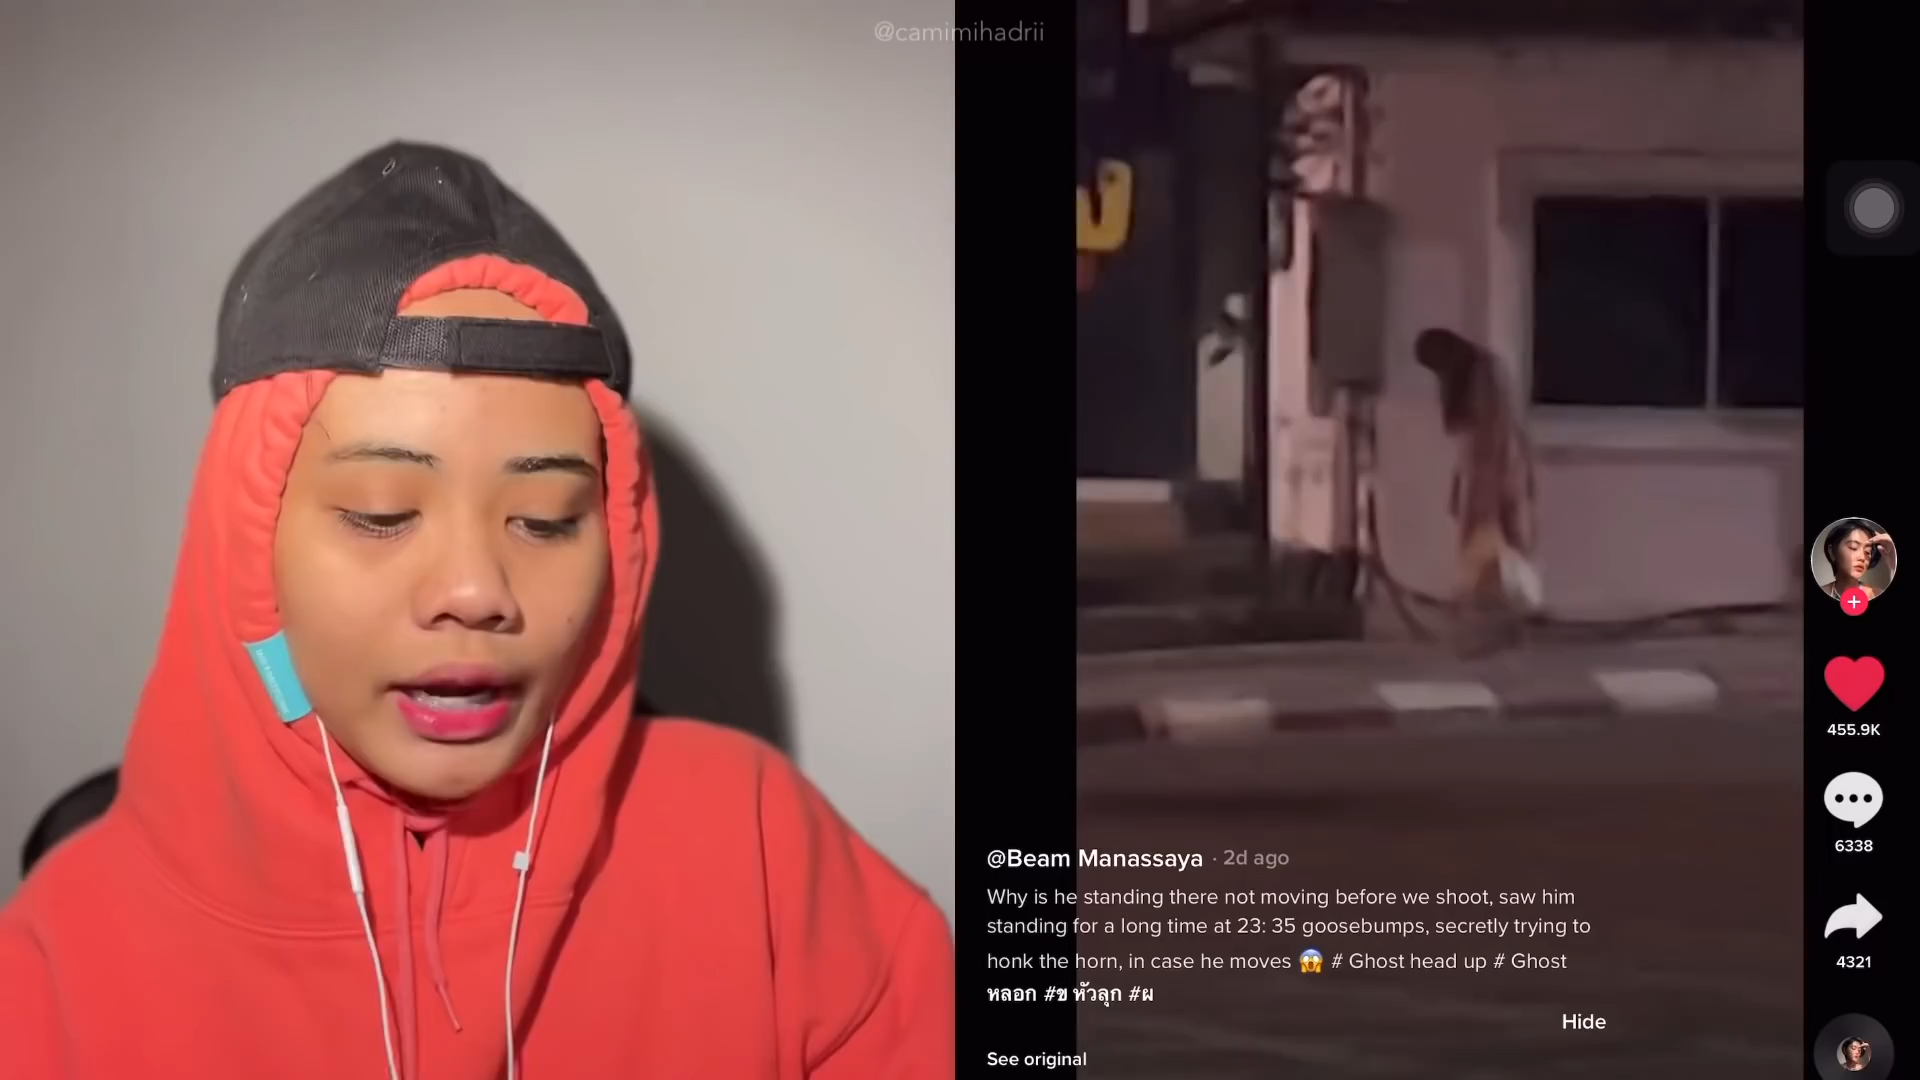 @camimihadrii
@Beam Manassaya · 2d ago
Why is he standing there not moving before we shoot, saw him
standing for a long time at 23: 35 goosebumps, secretly trying to
honk the horn, in case he moves 😱 # Ghost head up # Ghost
หลอก #ข หัวลุก #ผ
Hide
See original
455.9K
6338
4321